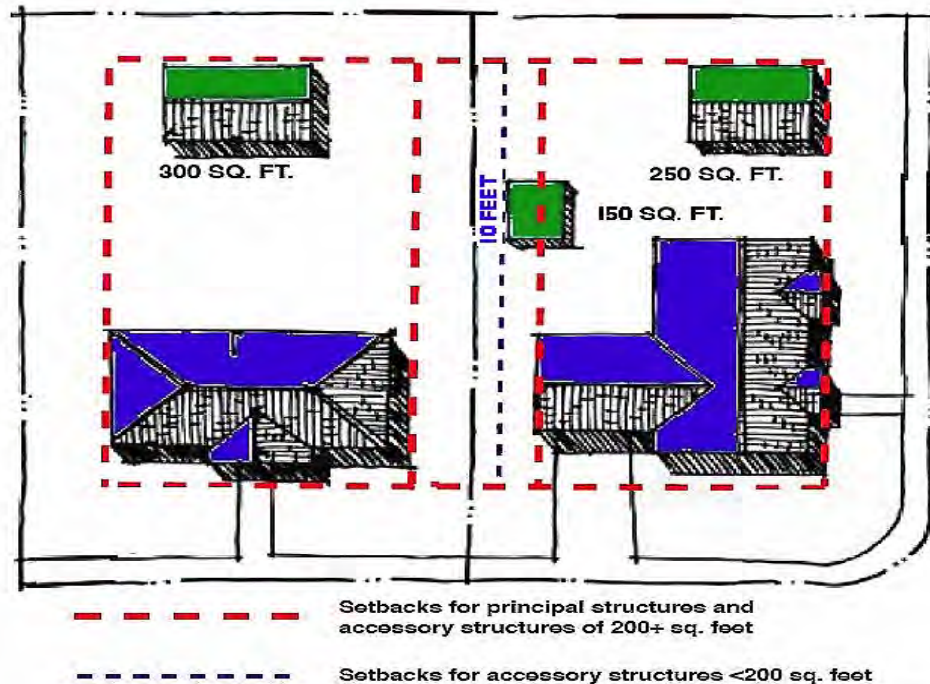 300 SQ. FT.
250 SQ. FT.
10 FEET
150 SQ. FT.
Setbacks for principal structures and
accessory structures of 200+ sq. feet
Setbacks for accessory structures <200 sq. feet